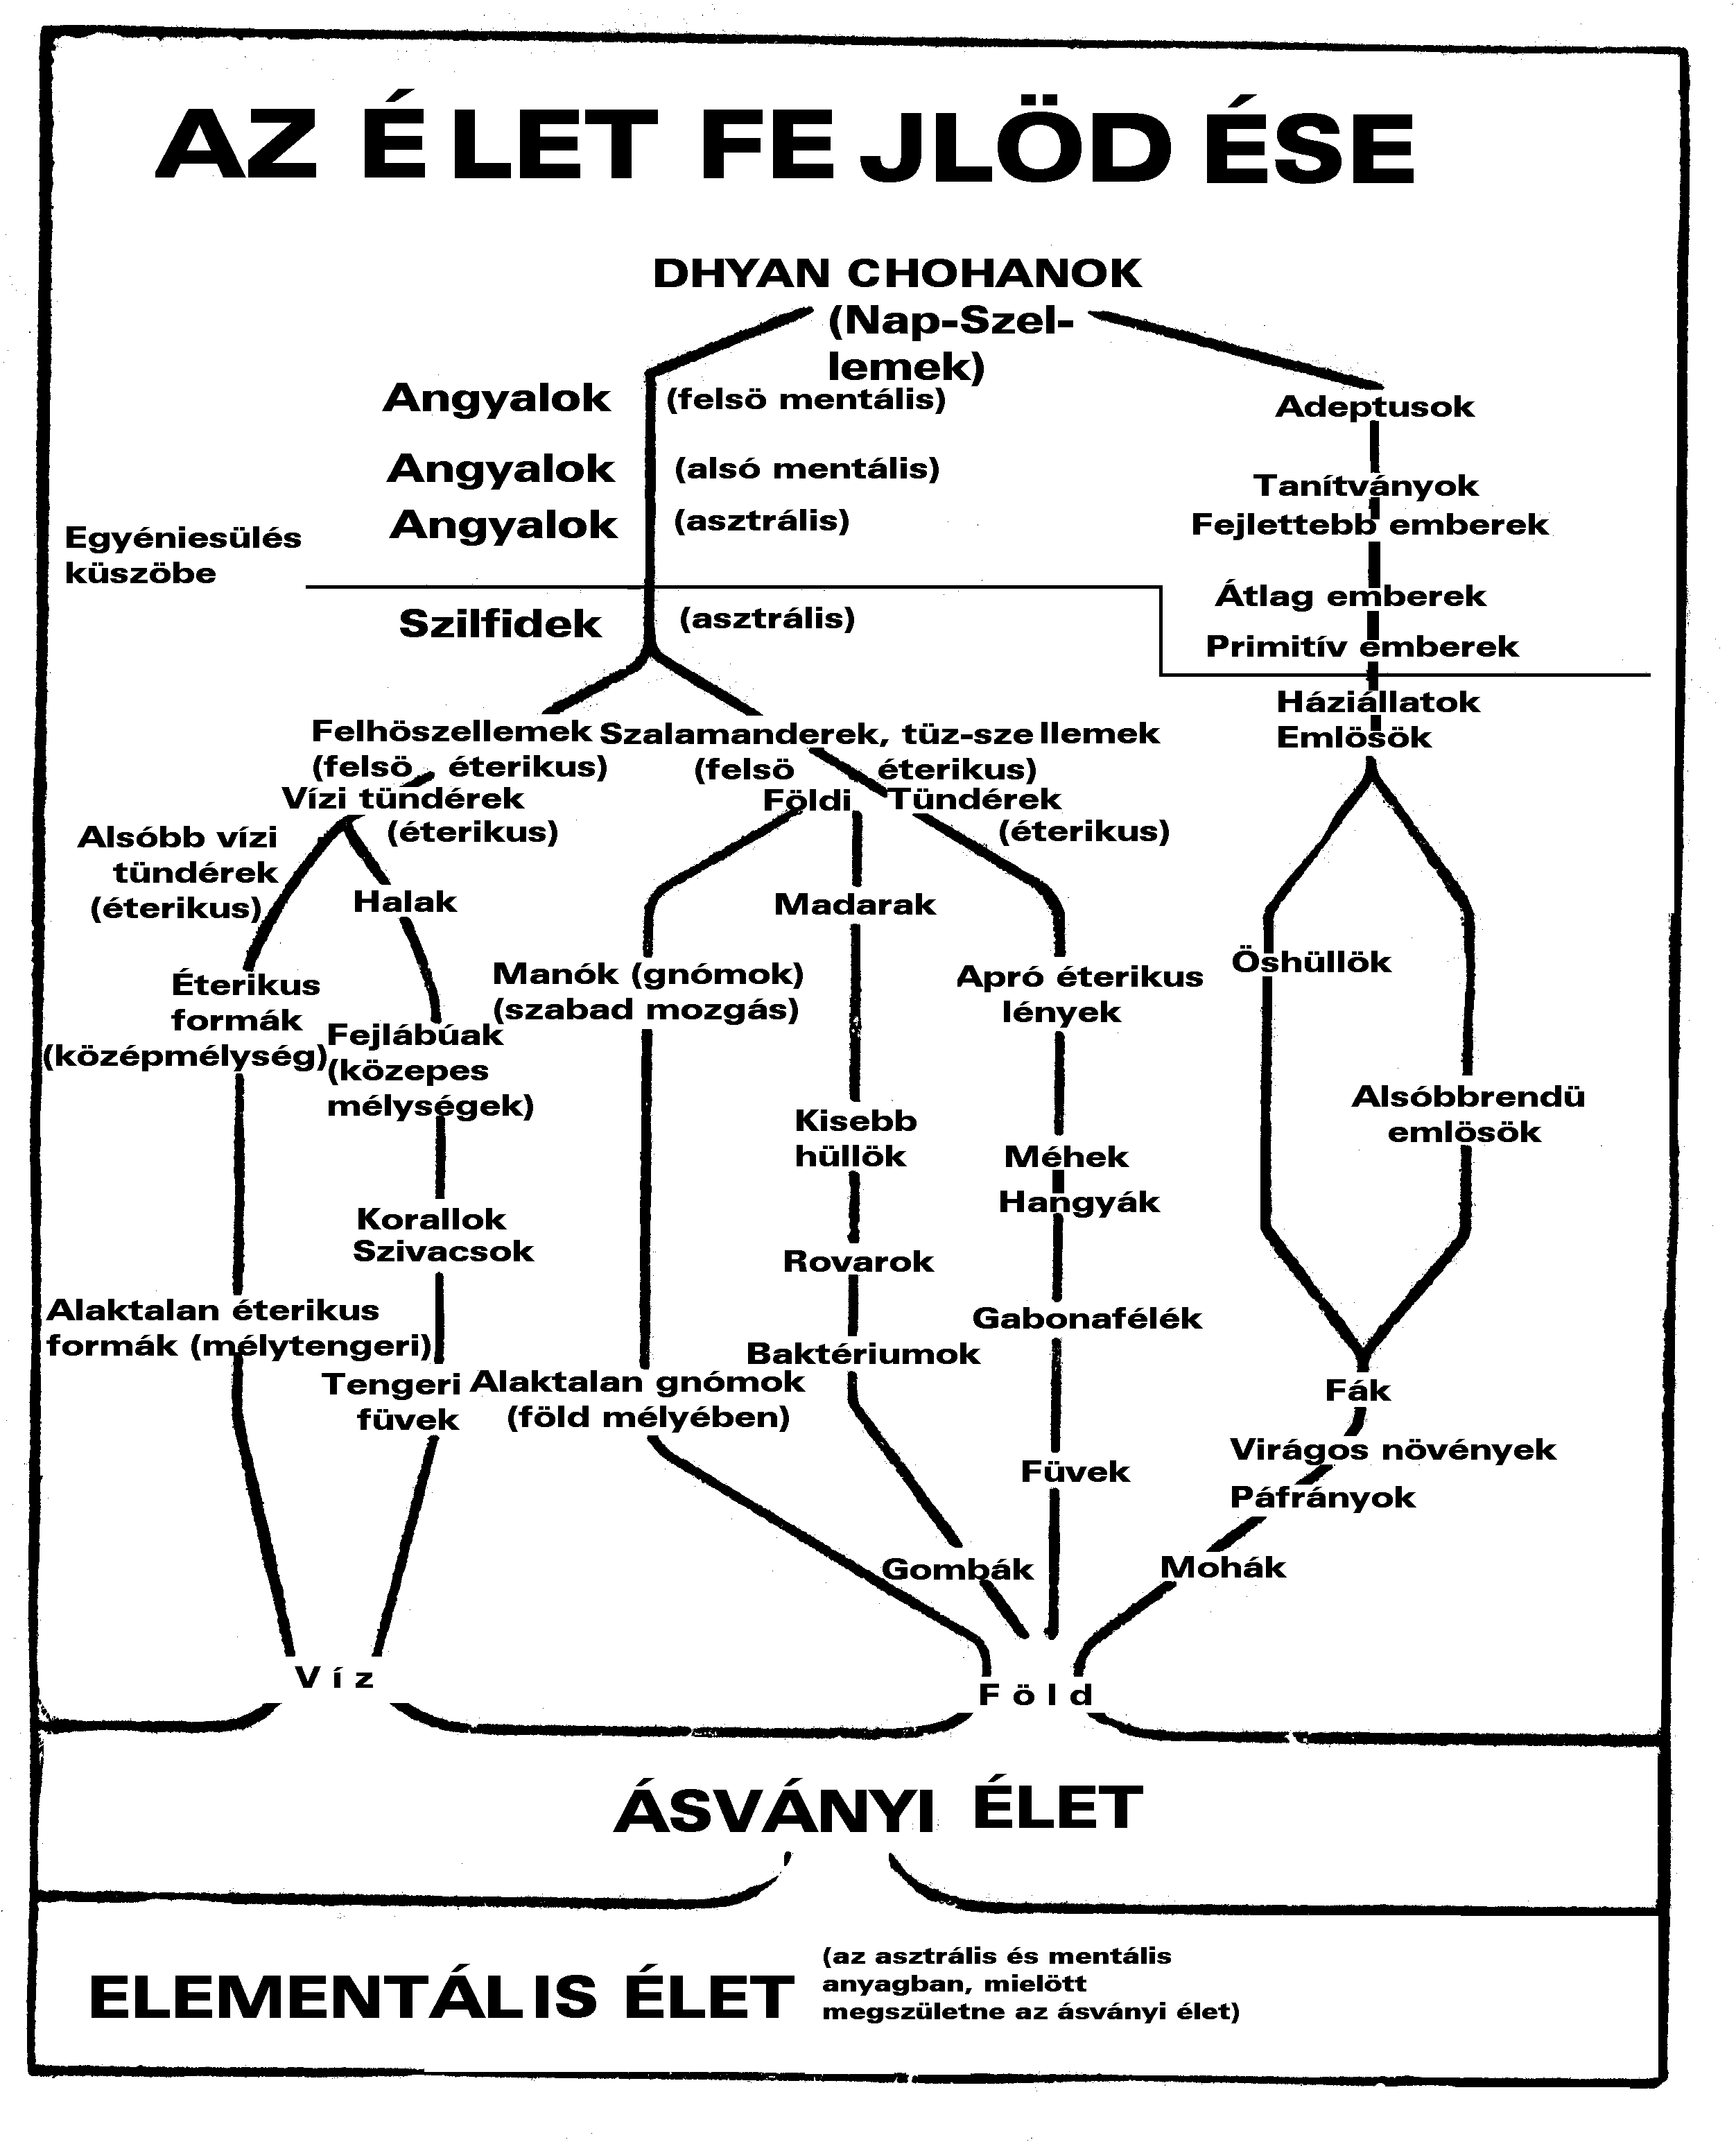 AZ ÉLET FEJLÖDÉSE
DHYAN CHOHANOK
(Nap-Szel-
lemek)
Angyalok (felsö mentális)
Adeptusok
Angyalok (alsó mentális)
Tanítványok
Angyalok (asztrális)
Fejlettebb emberek
Egyéniesülés
küszöbe
Átlag emberek
Szilfidek (asztrális)
Primitív emberek
Háziállatok
Emlösök
Felhöszellemek
(felsö éterikus)
Szalamanderek, tüz-szellemek
(felsö éterikus)
Vízi tündérek
(éterikus)
Földi Tündérek
(éterikus)
Alsóbb vízi
tündérek
(éterikus)
Halak
Madarak
Éterikus
formák
(középmélység)
Fejlábúak
(közepes
mélységek)
Manók (gnómok)
(szabad mozgás)
Apró éterikus
lények
Öshüllök
Alsóbbrendü
emlösök
Kisebb
hüllök
Méhek
Hangyák
Korallok
Szivacsok
Rovarok
Alaktalan éterikus
formák (mélytengeri)
Gabonafélék
Baktériumok
Tengeri
füvek
Alaktalan gnómok
(föld mélyében)
Fák
Virágos növények
Füvek
Páfrányok
Gombák
Mohák
Víz
Föld
ÁSVÁNYI ÉLET
ELEMENTÁLIS ÉLET
(az asztrális és mentális
anyagban, mielött
megszületne az ásványi élet)